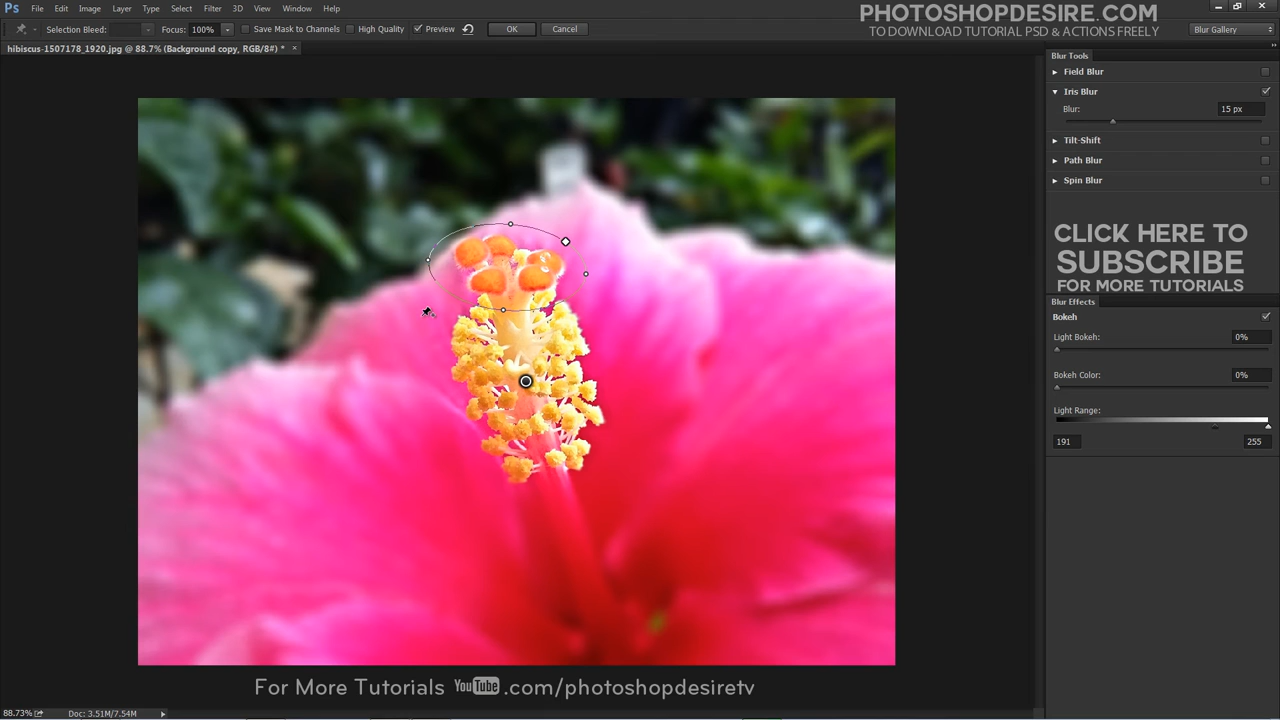 Ps File Edit Image Layer Type Select Filter 3D View Window Help
PHOTOSHOPDESIRE.COM
TO DOWNLOAD TUTORIAL PSD & ACTIONS FREELY
Selection Bleed: Focus: 100% Save Mask to Channels High Quality Preview OK Cancel Blur Gallery
hibiscus-1507178_1920.jpg @ 88.7% (Background copy, RGB/8#) * ×
Blur Tools
Field Blur
Iris Blur
Blur: 15 px
Tilt-Shift
Path Blur
Spin Blur
CLICK HERE TO
SUBSCRIBE
FOR MORE TUTORIALS
Blur Effects
Bokeh
Light Bokeh: 0%
Bokeh Color: 0%
Light Range:
191 255
For More Tutorials YouTube .com/photoshopdesiretv
88.73% Doc: 3.51M/7.54M